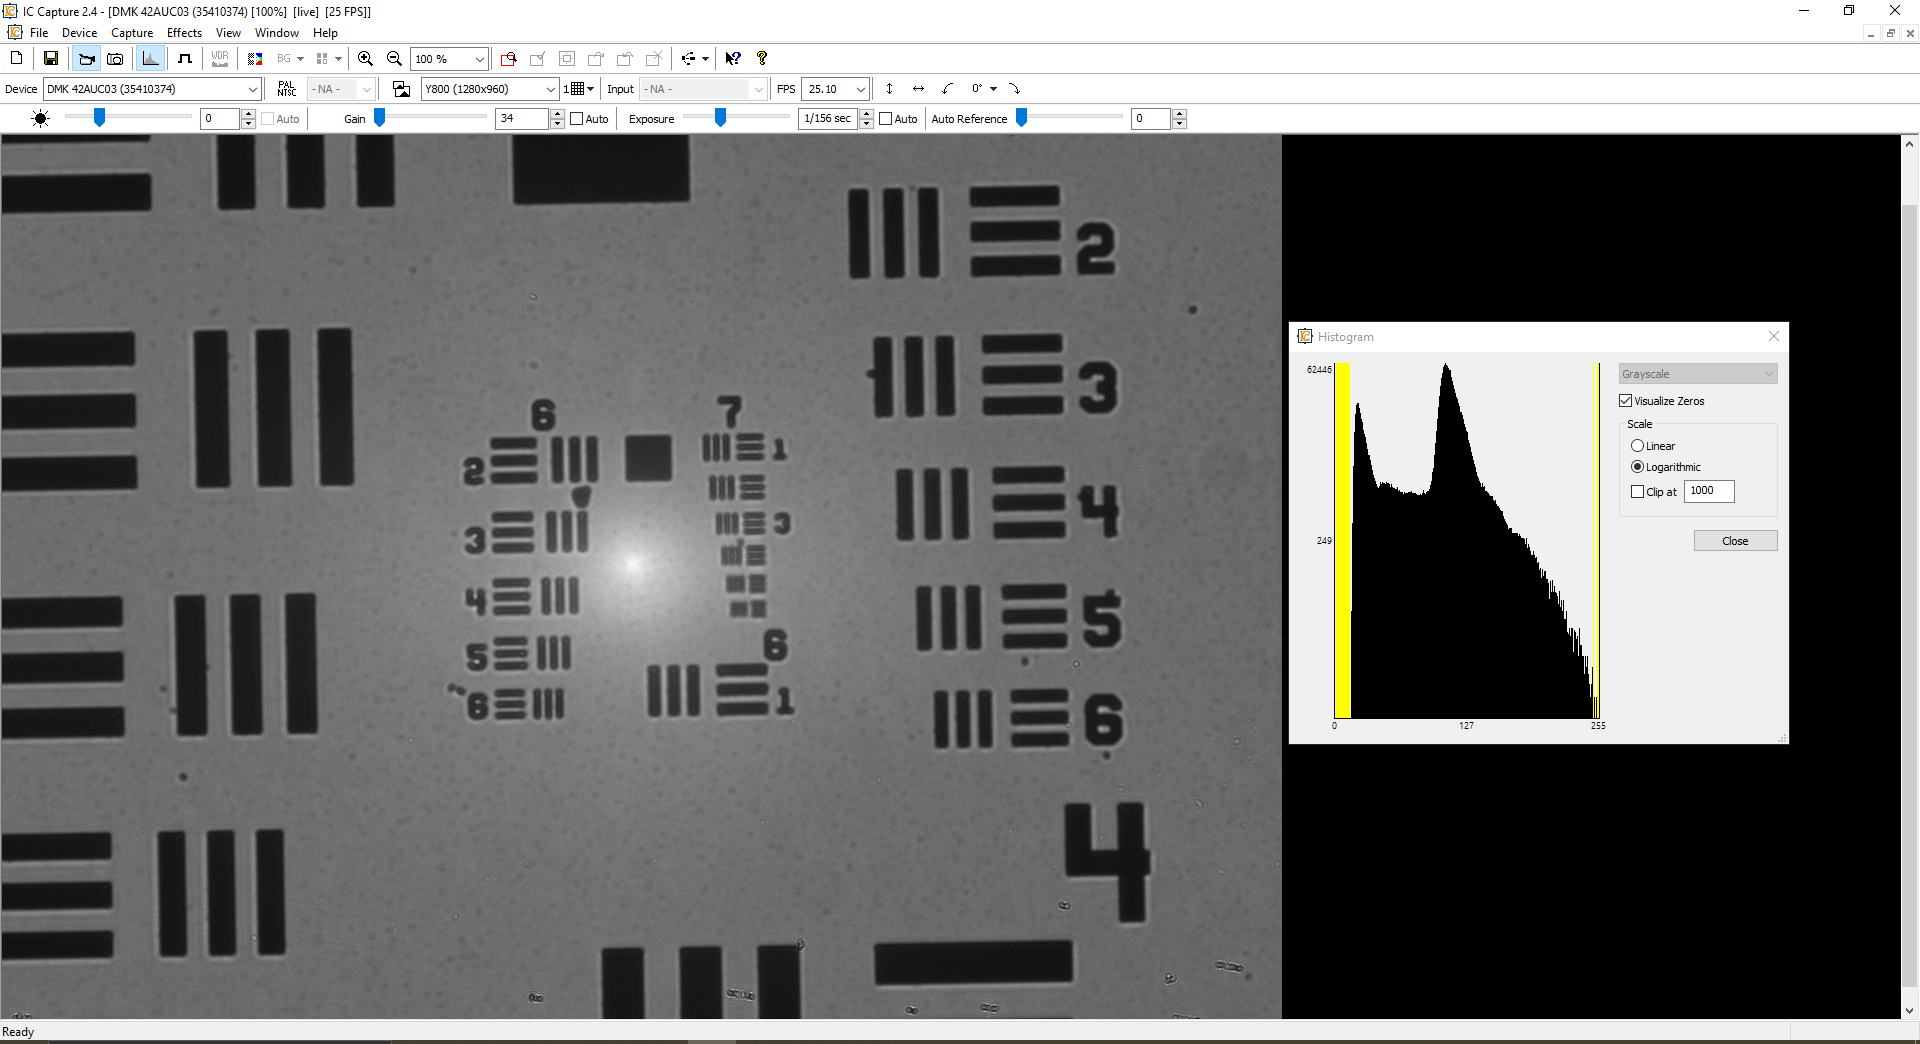 IC Capture 2.4 - [DMK 42AUC03 (35410374) [100%]  [live]  [25 FPS]]
File Device Capture Effects View Window Help
WDR BG 100 %
Device DMK 42AUC03 (35410374) PAL NTSC - NA - Y800 (1280x960) 1 Input - NA - FPS 25.10 0°
0 Auto Gain 34 Auto Exposure 1/156 sec Auto Auto Reference 0
2
3
6 7
2 1
4
3 3
4
5
5
6
6 1
6
4
Histogram
62446
249
0 127 255
Grayscale
Visualize Zeros
Scale
Linear
Logarithmic
Clip at 1000
Close
Ready